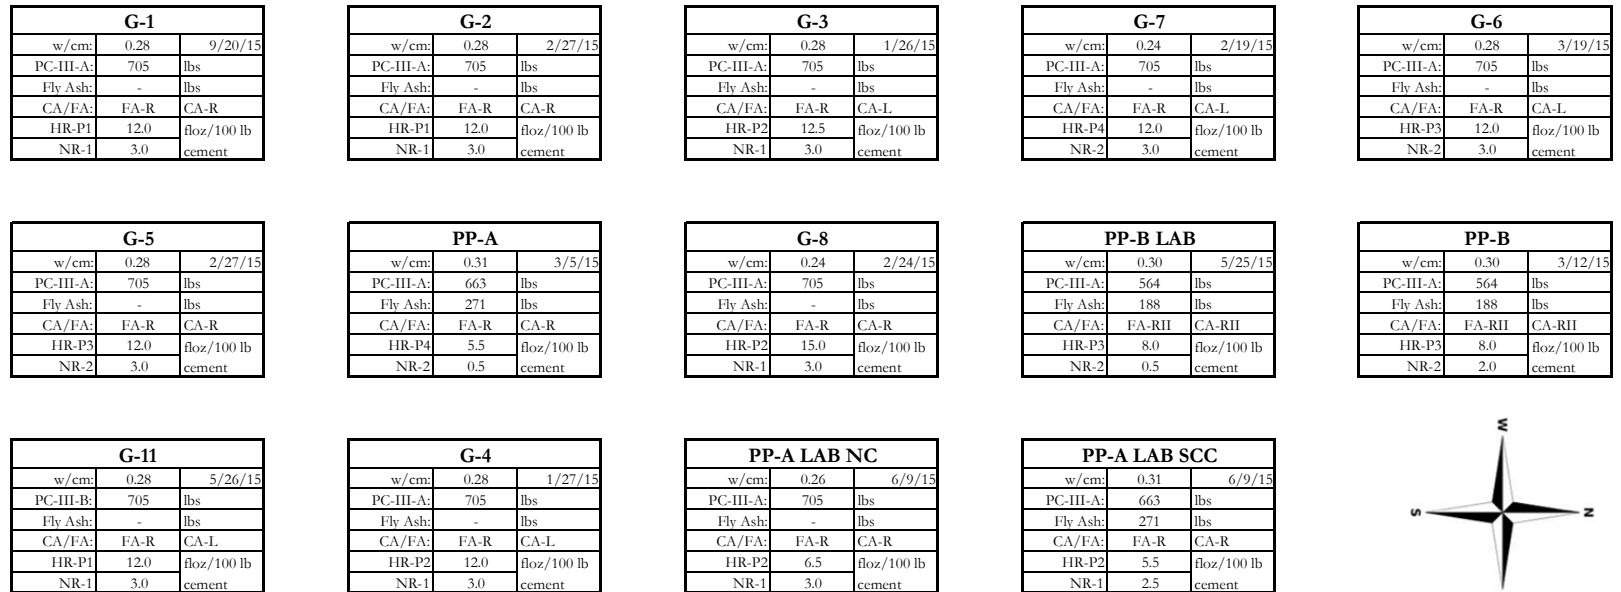 G-1
w/cm: 0.28 9/20/15
PC-III-A: 705 lbs
Fly Ash: - lbs
CA/FA: FA-R CA-R
HR-P1 12.0 floz/100 lb
NR-1 3.0 cement
G-2
w/cm: 0.28 2/27/15
PC-III-A: 705 lbs
Fly Ash: - lbs
CA/FA: FA-R CA-R
HR-P1 12.0 floz/100 lb
NR-1 3.0 cement
G-3
w/cm: 0.28 1/26/15
PC-III-A: 705 lbs
Fly Ash: - lbs
CA/FA: FA-R CA-L
HR-P2 12.5 floz/100 lb
NR-1 3.0 cement
G-7
w/cm: 0.24 2/19/15
PC-III-A: 705 lbs
Fly Ash: - lbs
CA/FA: FA-R CA-L
HR-P4 12.0 floz/100 lb
NR-2 3.0 cement
G-6
w/cm: 0.28 3/19/15
PC-III-A: 705 lbs
Fly Ash: - lbs
CA/FA: FA-R CA-L
HR-P3 12.0 floz/100 lb
NR-2 3.0 cement
G-5
w/cm: 0.28 2/27/15
PC-III-A: 705 lbs
Fly Ash: - lbs
CA/FA: FA-R CA-R
HR-P3 12.0 floz/100 lb
NR-2 3.0 cement
PP-A
w/cm: 0.31 3/5/15
PC-III-A: 663 lbs
Fly Ash: 271 lbs
CA/FA: FA-R CA-R
HR-P4 5.5 floz/100 lb
NR-2 0.5 cement
G-8
w/cm: 0.24 2/24/15
PC-III-A: 705 lbs
Fly Ash: - lbs
CA/FA: FA-R CA-R
HR-P2 15.0 floz/100 lb
NR-1 3.0 cement
PP-B LAB
w/cm: 0.30 5/25/15
PC-III-A: 564 lbs
Fly Ash: 188 lbs
CA/FA: FA-RII CA-RII
HR-P3 8.0 floz/100 lb
NR-2 0.5 cement
PP-B
w/cm: 0.30 3/12/15
PC-III-A: 564 lbs
Fly Ash: 188 lbs
CA/FA: FA-RII CA-RII
HR-P3 8.0 floz/100 lb
NR-2 2.0 cement
G-11
w/cm: 0.28 5/26/15
PC-III-B: 705 lbs
Fly Ash: - lbs
CA/FA: FA-R CA-L
HR-P1 12.0 floz/100 lb
NR-1 3.0 cement
G-4
w/cm: 0.28 1/27/15
PC-III-A: 705 lbs
Fly Ash: - lbs
CA/FA: FA-R CA-L
HR-P2 12.0 floz/100 lb
NR-1 3.0 cement
PP-A LAB NC
w/cm: 0.26 6/9/15
PC-III-A: 705 lbs
Fly Ash: - lbs
CA/FA: FA-R CA-R
HR-P2 6.5 floz/100 lb
NR-1 3.0 cement
PP-A LAB SCC
w/cm: 0.31 6/9/15
PC-III-A: 663 lbs
Fly Ash: 271 lbs
CA/FA: FA-R CA-R
HR-P2 5.5 floz/100 lb
NR-1 2.5 cement
W
S
N
E